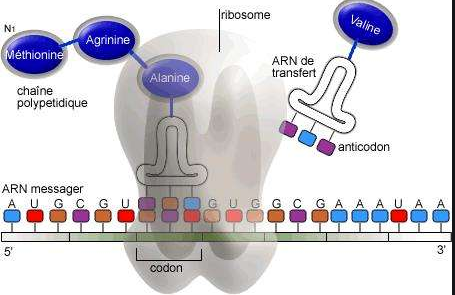 N₁
Méthionine
Agrinine
Alanine
chaîne
polypetidique
ribosome
Valine
ARN de
transfert
anticodon
ARN messager
A U G C G U G U G G C G A A A U A A
5' 3'
codon